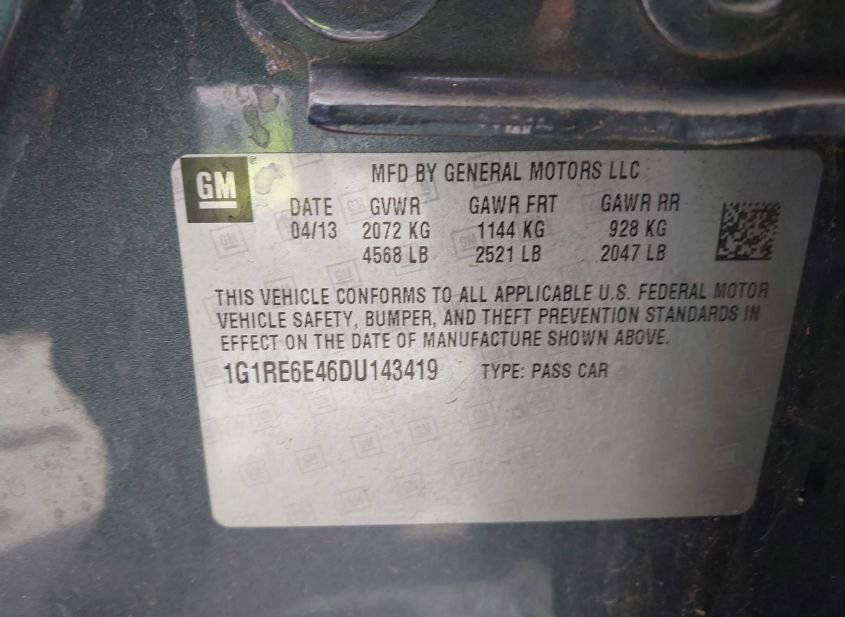 GM
MFD BY GENERAL MOTORS LLC
DATE GVWR GAWR FRT GAWR RR
04/13 2072 KG 1144 KG 928 KG
4568 LB 2521 LB 2047 LB
THIS VEHICLE CONFORMS TO ALL APPLICABLE U.S. FEDERAL MOTOR
VEHICLE SAFETY, BUMPER, AND THEFT PREVENTION STANDARDS IN
EFFECT ON THE DATE OF MANUFACTURE SHOWN ABOVE.
1G1RE6E46DU143419 TYPE: PASS CAR